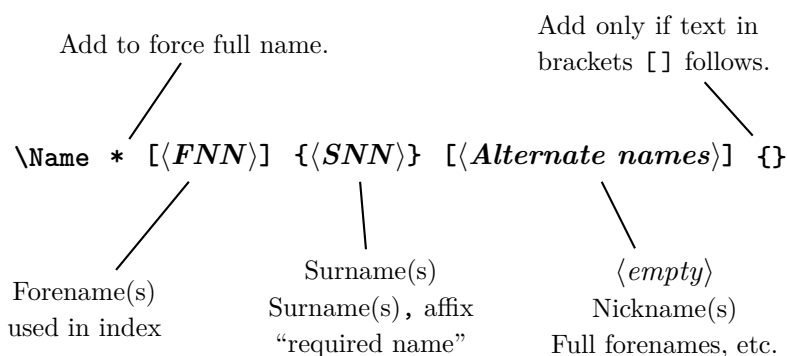 Add to force full name.
Add only if text in
brackets [] follows.
\Name * [⟨FNN⟩] {⟨SNN⟩} [⟨Alternate names⟩] {}
Forename(s)
used in index
Surname(s)
Surname(s), affix
“required name”
⟨empty⟩
Nickname(s)
Full forenames, etc.